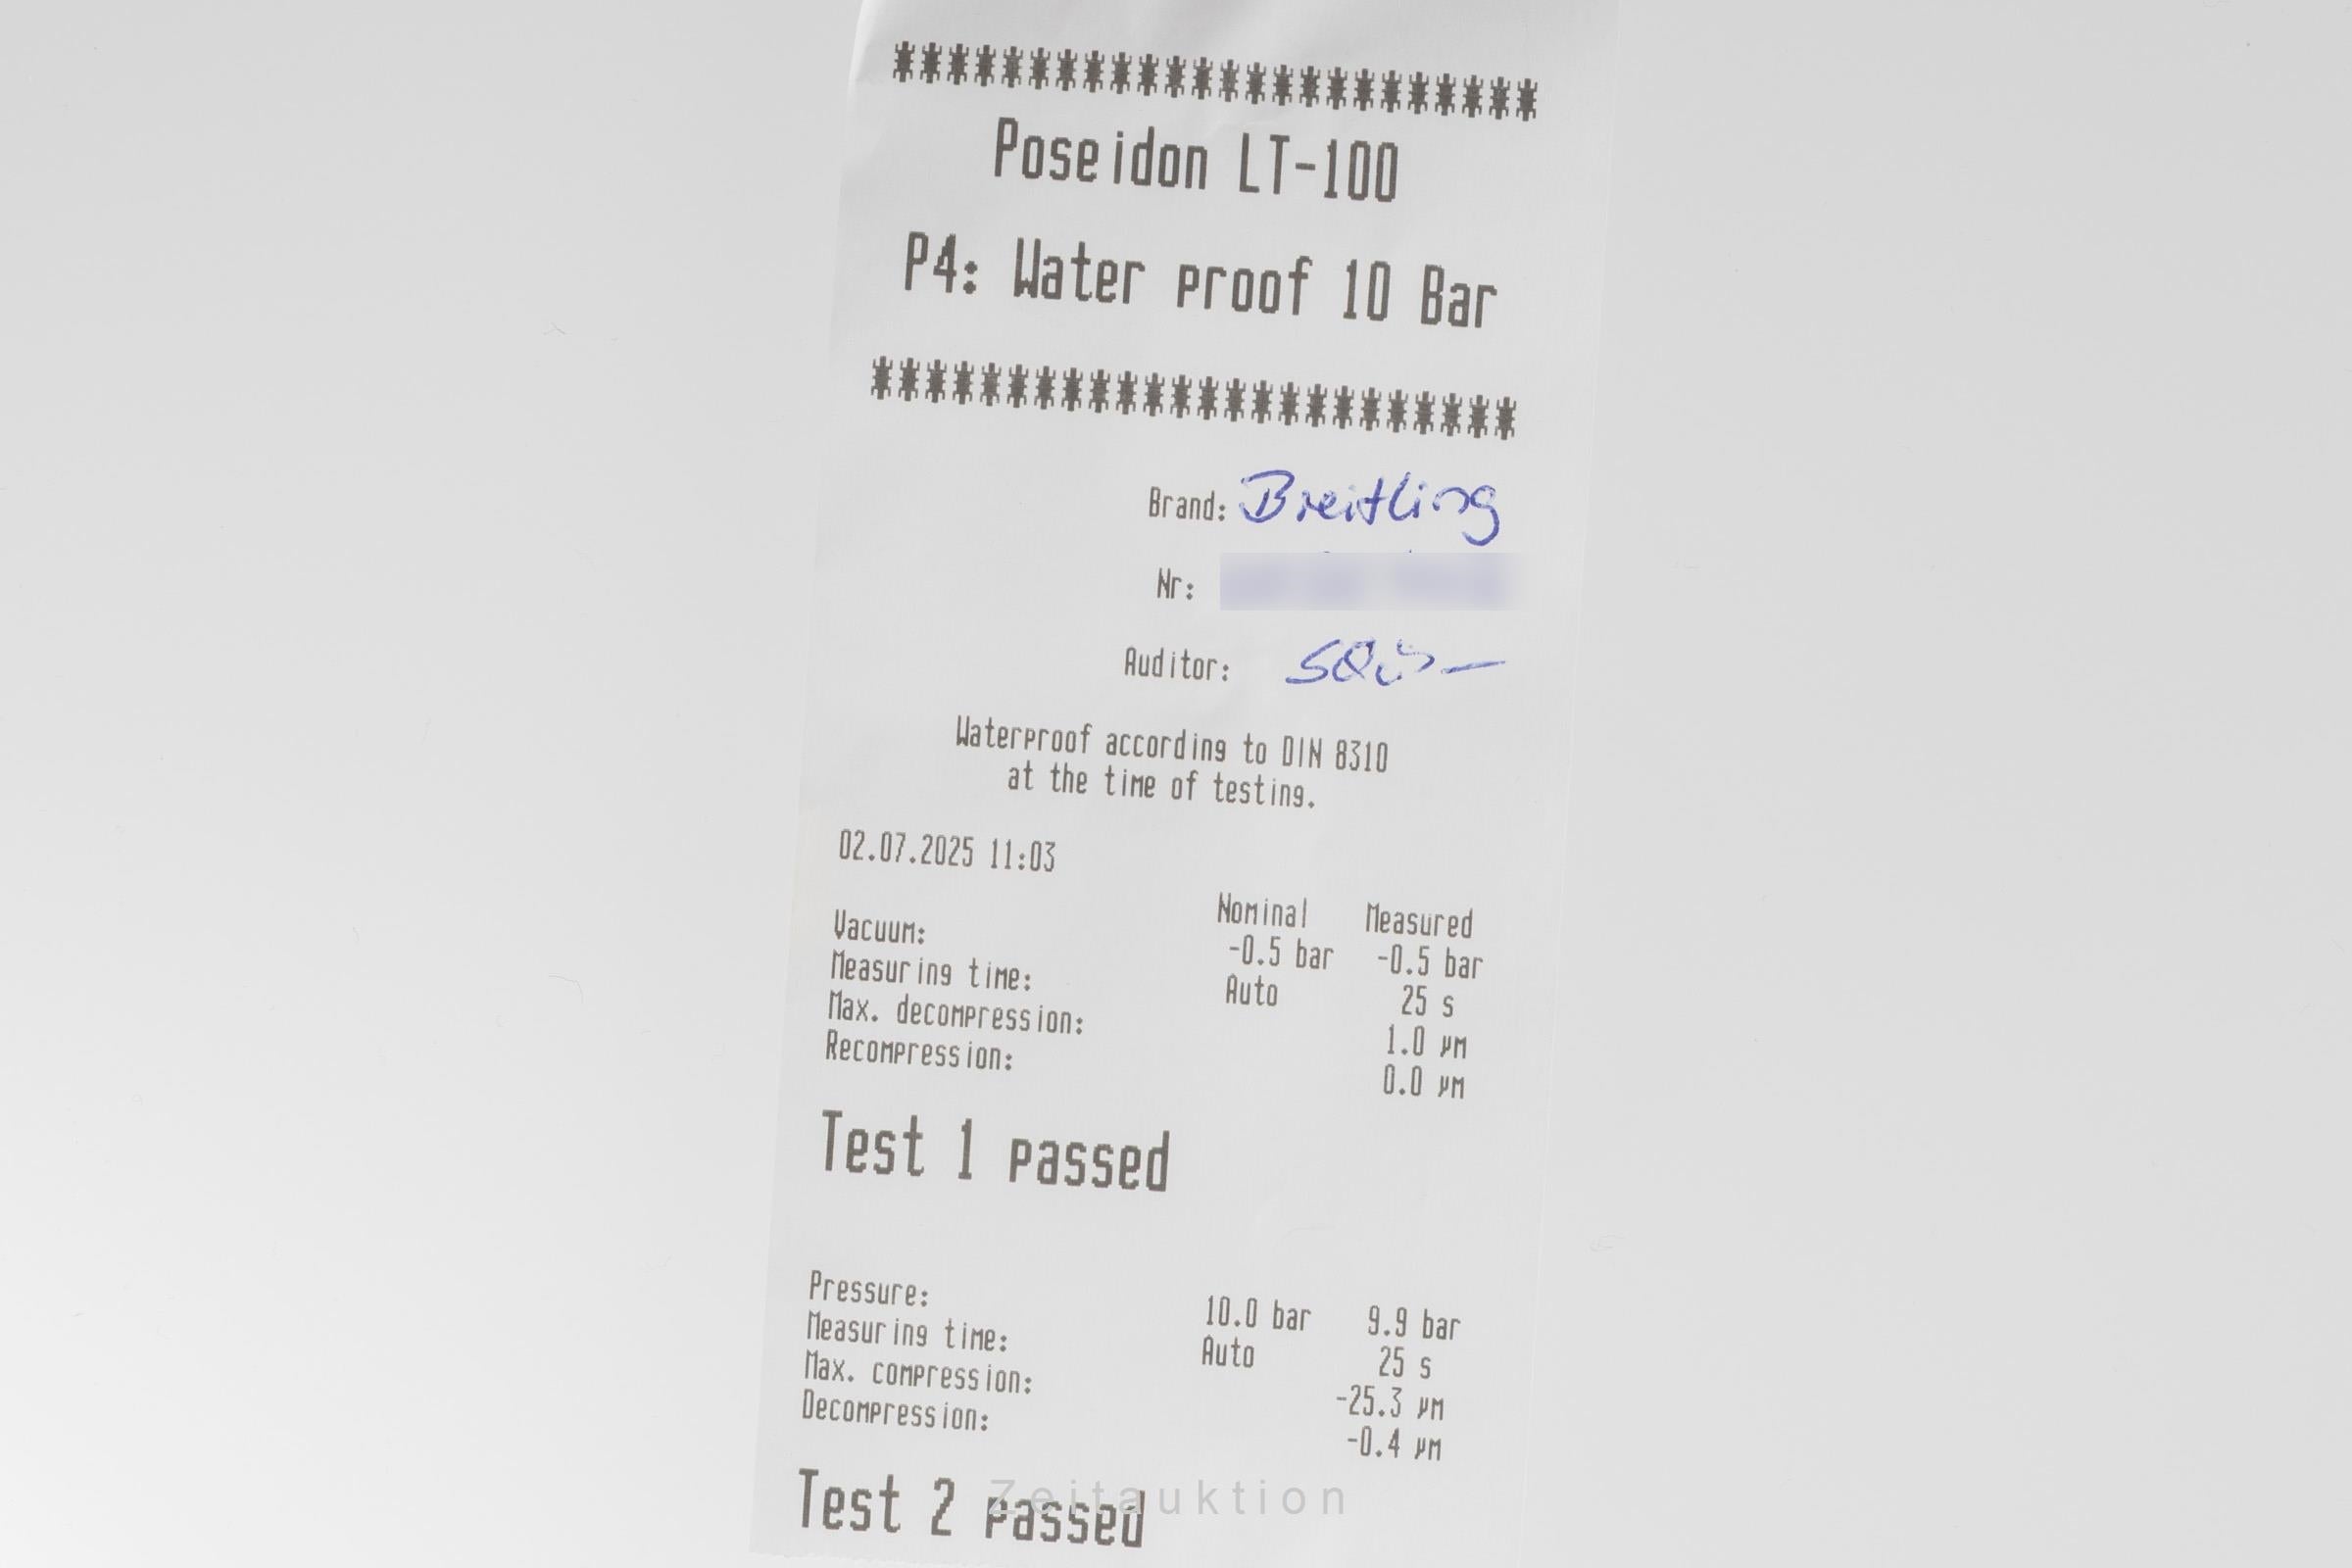 ************************
Poseidon LT-100
P4: Water proof 10 Bar
************************
Brand: Breitling
Nr:
Auditor:
Waterproof according to DIN 8310
at the time of testing.
02.07.2025 11:03
Nominal Measured
Vacuum: -0.5 bar -0.5 bar
Measuring time: Auto 25 s
Max. decompression: 1.0 µm
Recompression: 0.0 µm
Test 1 passed
Pressure: 10.0 bar 9.9 bar
Measuring time: Auto 25 s
Max. compression: -25.3 µm
Decompression: -0.4 µm
Test 2 passed
Zeitauktion